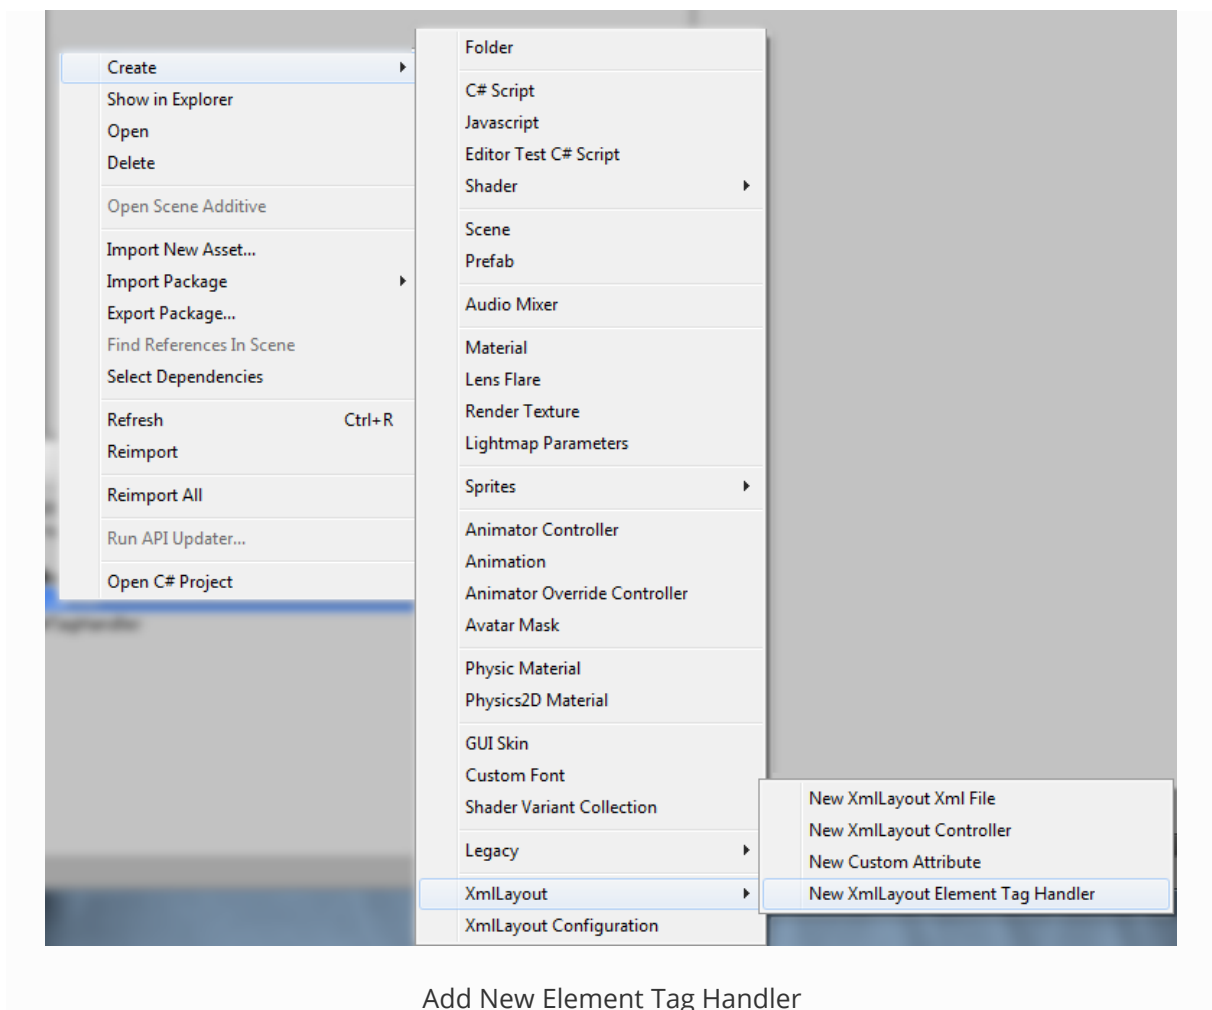 Create
Show in Explorer
Open
Delete
Open Scene Additive
Import New Asset...
Import Package
Export Package...
Find References In Scene
Select Dependencies
Refresh Ctrl+R
Reimport
Reimport All
Run API Updater...
Open C# Project
Folder
C# Script
Javascript
Editor Test C# Script
Shader
Scene
Prefab
Audio Mixer
Material
Lens Flare
Render Texture
Lightmap Parameters
Sprites
Animator Controller
Animation
Animator Override Controller
Avatar Mask
Physic Material
Physics2D Material
GUI Skin
Custom Font
Shader Variant Collection
Legacy
XmlLayout
XmlLayout Configuration
New XmlLayout Xml File
New XmlLayout Controller
New Custom Attribute
New XmlLayout Element Tag Handler
Add New Element Tag Handler